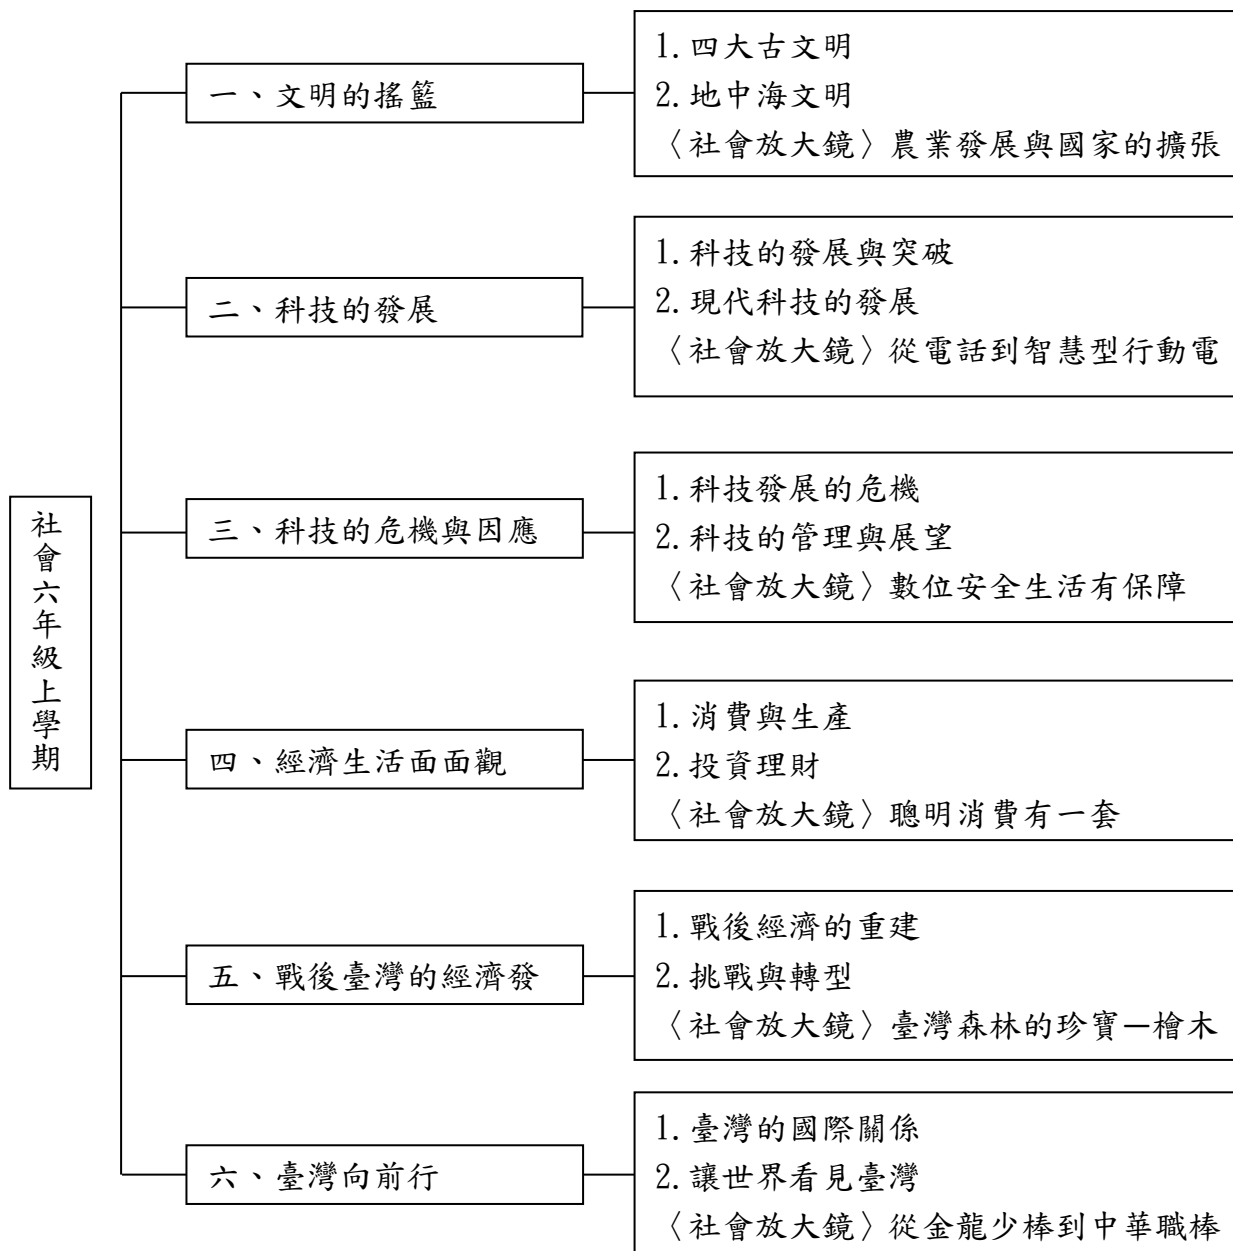 社會六年級上學期
一、文明的搖籃
1.四大古文明
2.地中海文明
〈社會放大鏡〉農業發展與國家的擴張
二、科技的發展
1.科技的發展與突破
2.現代科技的發展
〈社會放大鏡〉從電話到智慧型行動電
三、科技的危機與因應
1.科技發展的危機
2.科技的管理與展望
〈社會放大鏡〉數位安全生活有保障
四、經濟生活面面觀
1.消費與生產
2.投資理財
〈社會放大鏡〉聰明消費有一套
五、戰後臺灣的經濟發
1.戰後經濟的重建
2.挑戰與轉型
〈社會放大鏡〉臺灣森林的珍寶—檜木
六、臺灣向前行
1.臺灣的國際關係
2.讓世界看見臺灣
〈社會放大鏡〉從金龍少棒到中華職棒